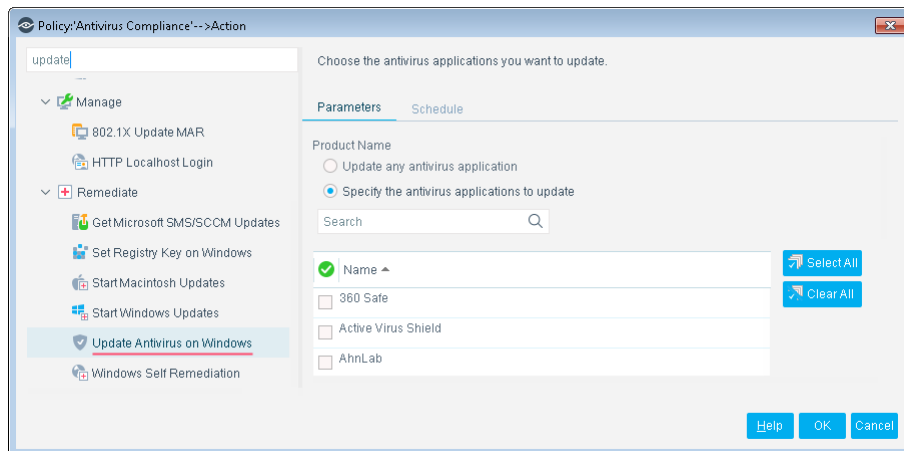 Policy:'Antivirus Compliance'-->Action
update
Manage
802.1X Update MAR
HTTP Localhost Login
Remediate
Get Microsoft SMS/SCCM Updates
Set Registry Key on Windows
Start Macintosh Updates
Start Windows Updates
Update Antivirus on Windows
Windows Self Remediation
Choose the antivirus applications you want to update.
Parameters Schedule
Product Name
Update any antivirus application
Specify the antivirus applications to update
Search
Name
360 Safe
Active Virus Shield
AhnLab
Select All
Clear All
Help OK Cancel